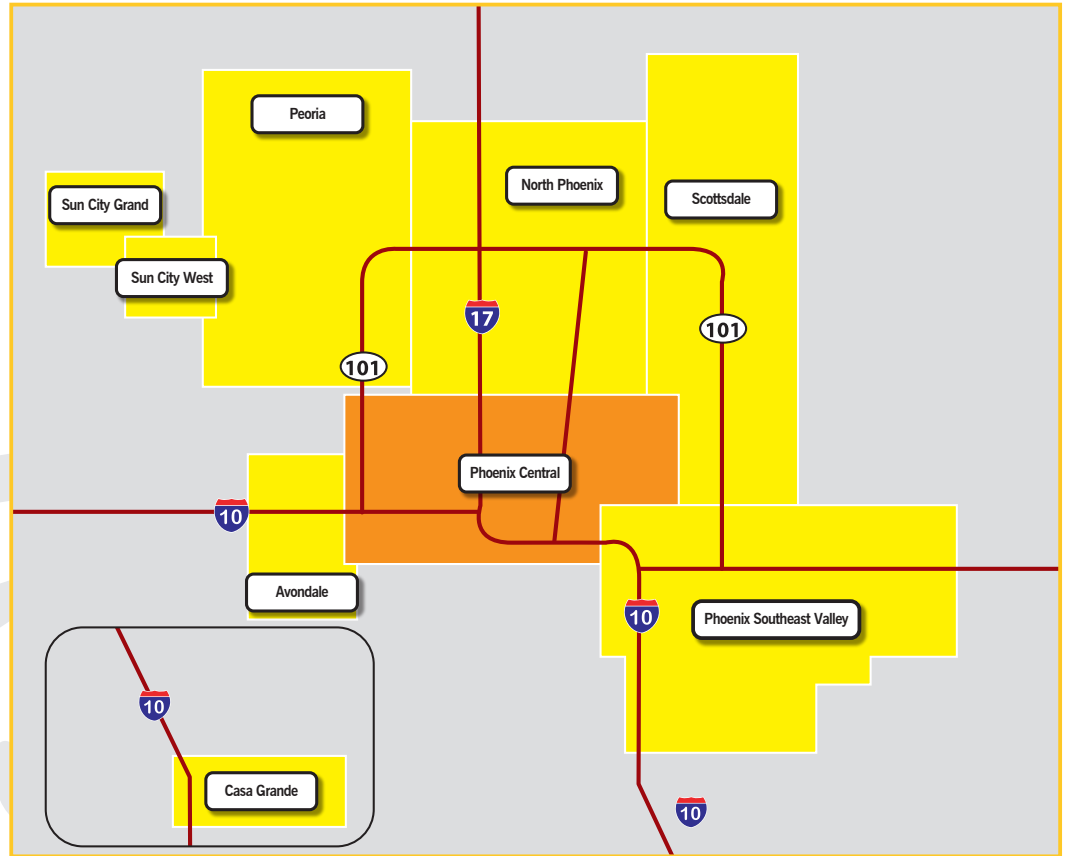 Peoria
North Phoenix
Scottsdale
Sun City Grand
Sun City West
17
101
101
Phoenix Central
10
Avondale
10
Phoenix Southeast Valley
10
Casa Grande
10